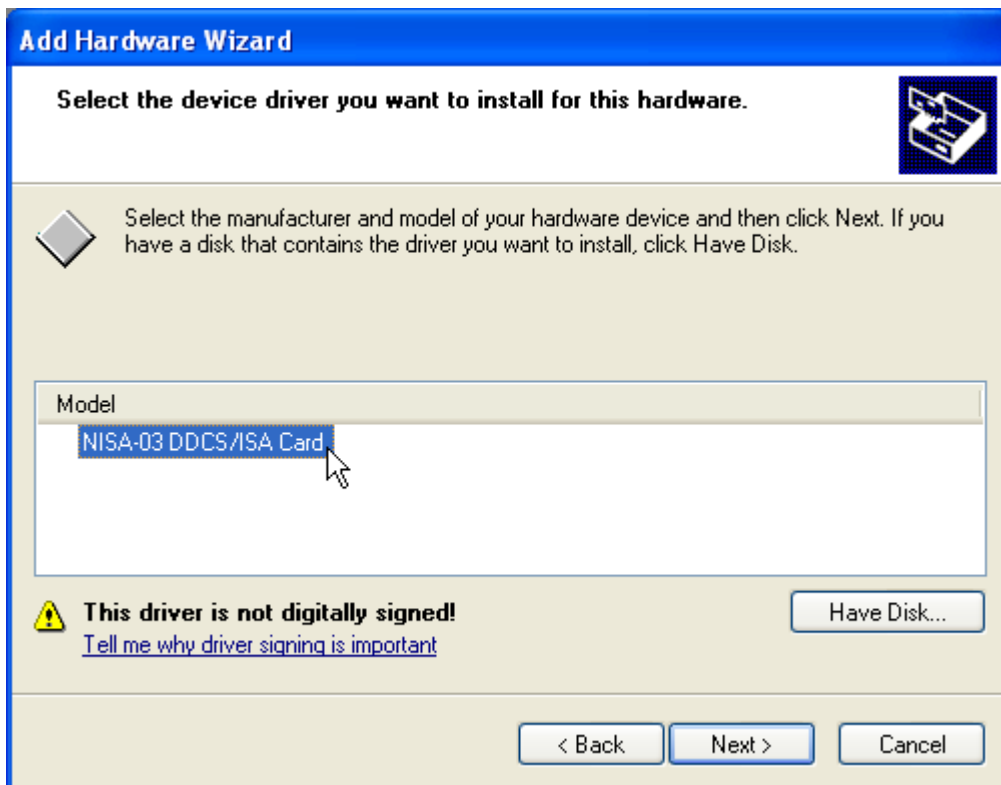 Add Hardware Wizard
Select the device driver you want to install for this hardware.
Select the manufacturer and model of your hardware device and then click Next. If you
have a disk that contains the driver you want to install, click Have Disk.
Model
NISA-03 DDCS/ISA Card
This driver is not digitally signed!
Have Disk...
Tell me why driver signing is important
< Back
Next >
Cancel